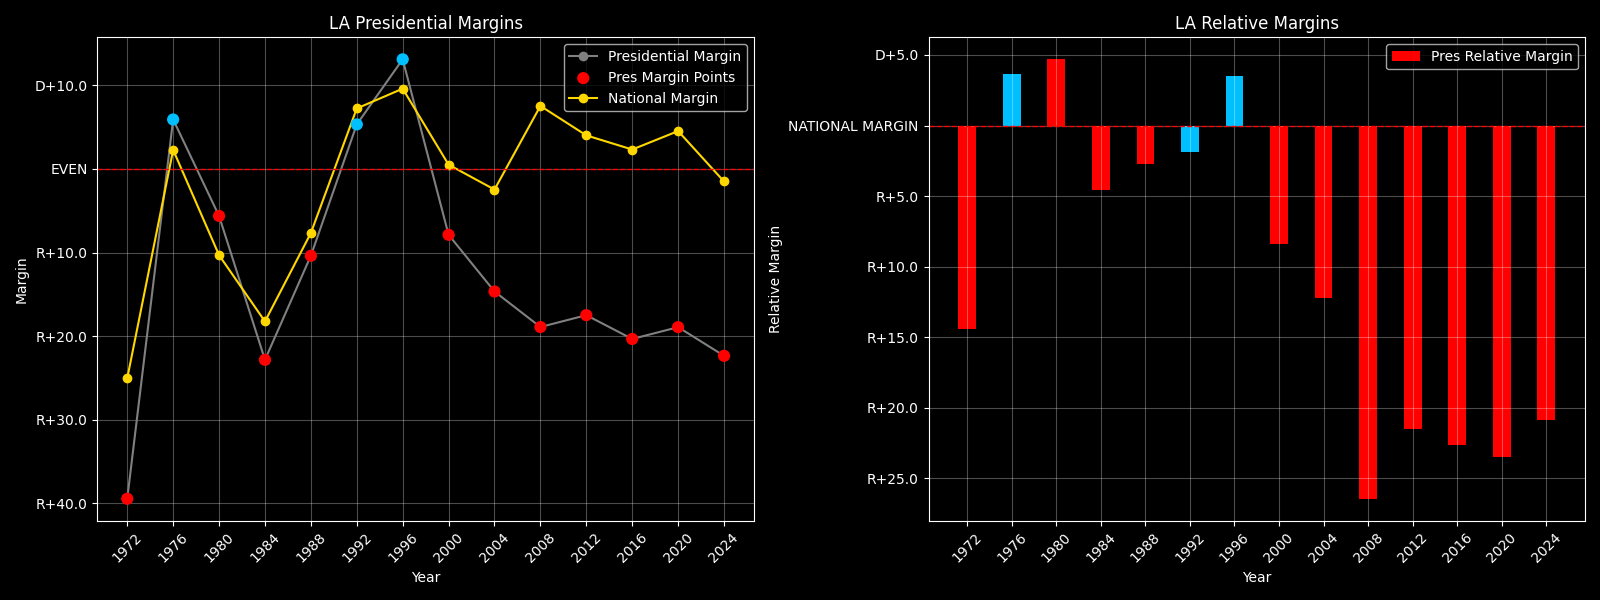 LA Presidential Margins
Presidential Margin
Pres Margin Points
National Margin
D+10.0
EVEN
R+10.0
R+20.0
R+30.0
R+40.0
Margin
1972 1976 1980 1984 1988 1992 1996 2000 2004 2008 2012 2016 2020 2024
Year
LA Relative Margins
Pres Relative Margin
D+5.0
NATIONAL MARGIN
R+5.0
R+10.0
R+15.0
R+20.0
R+25.0
Relative Margin
1972 1976 1980 1984 1988 1992 1996 2000 2004 2008 2012 2016 2020 2024
Year